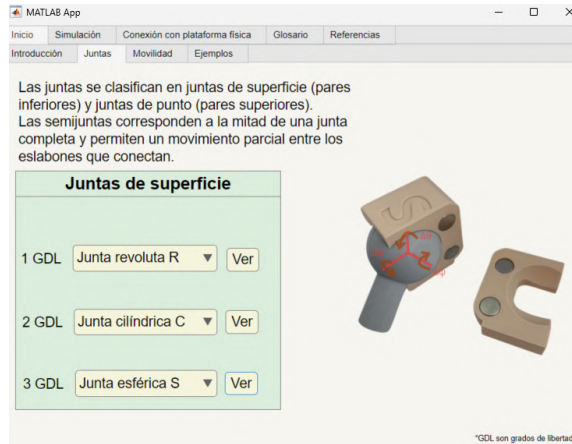 MATLAB App
Inicio Simulación Conexión con plataforma física Glosario Referencias
Introducción Juntas Movilidad Ejemplos
Las juntas se clasifican en juntas de superficie (pares
inferiores) y juntas de punto (pares superiores).
Las semijuntas corresponden a la mitad de una junta
completa y permiten un movimiento parcial entre los
eslabones que conectan.
Juntas de superficie
1 GDL Junta revoluta R Ver
2 GDL Junta cilíndrica C Ver
3 GDL Junta esférica S Ver
S
*GDL son grados de libertad